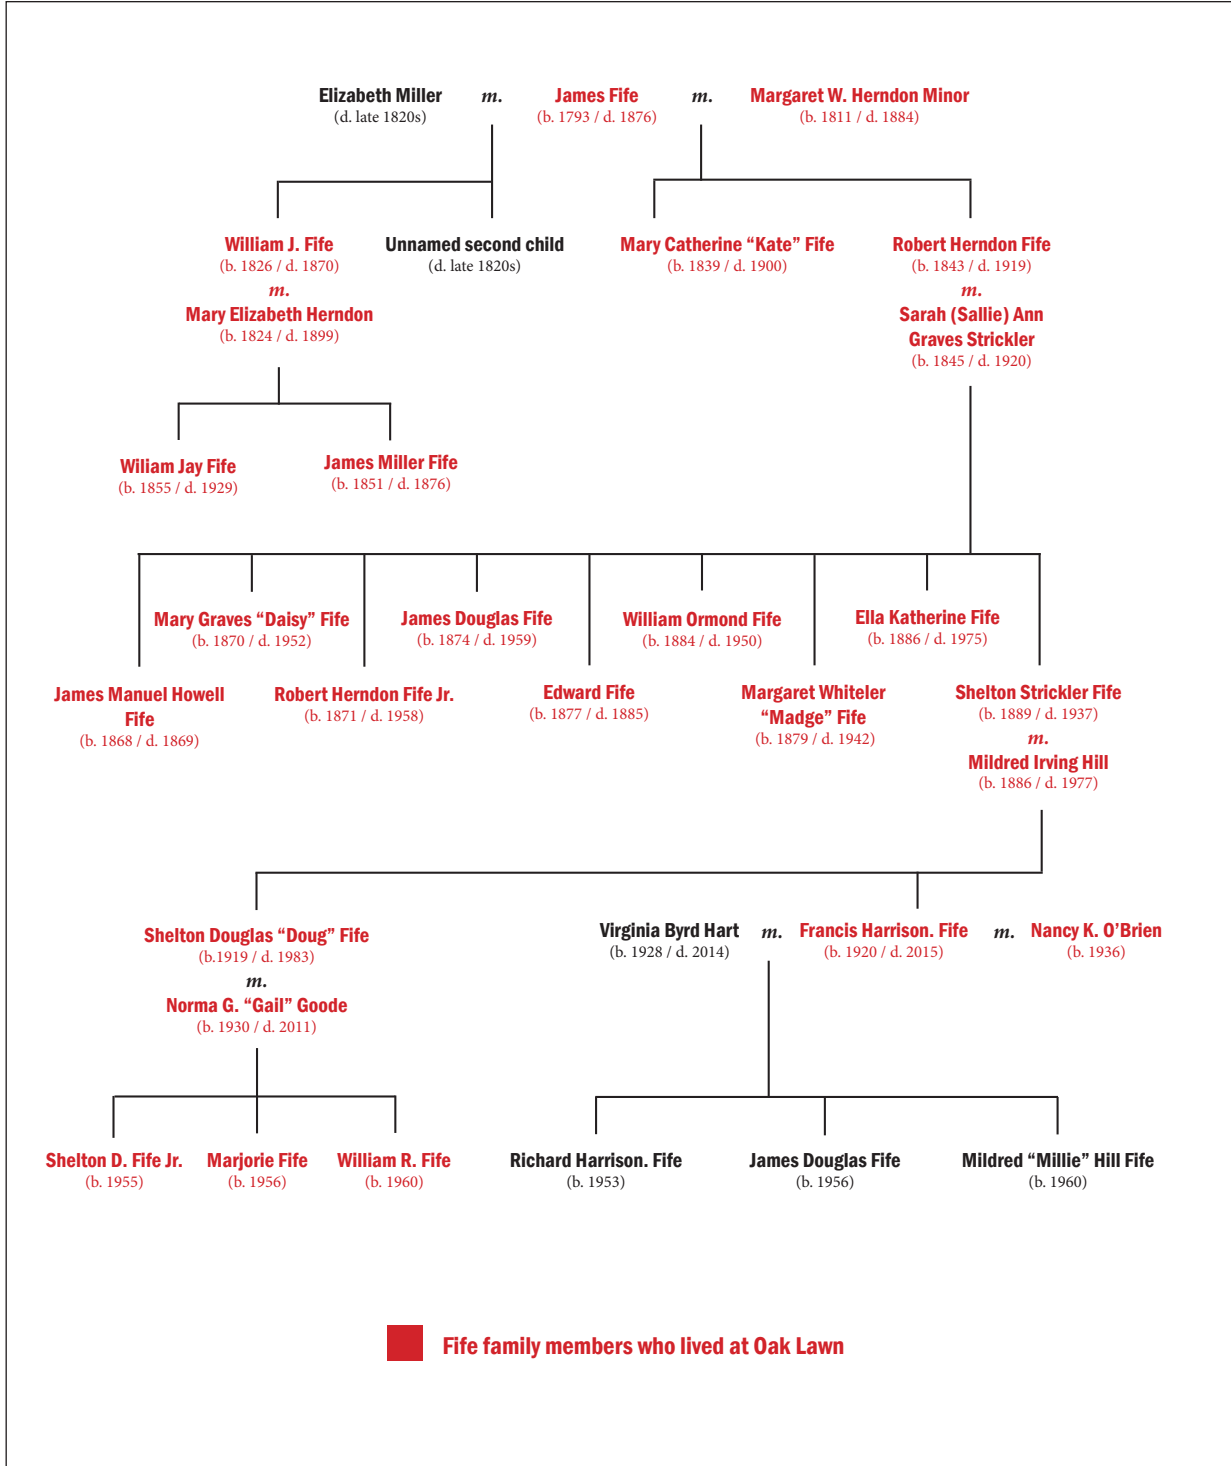 Elizabeth Miller
(d. late 1820s)
m.
James Fife
(b. 1793 / d. 1876)
m.
Margaret W. Herndon Minor
(b. 1811 / d. 1884)
William J. Fife
(b. 1826 / d. 1870)
m.
Mary Elizabeth Herndon
(b. 1824 / d. 1899)
Unnamed second child
(d. late 1820s)
Mary Catherine “Kate” Fife
(b. 1839 / d. 1900)
Robert Herndon Fife
(b. 1843 / d. 1919)
m.
Sarah (Sallie) Ann
Graves Strickler
(b. 1845 / d. 1920)
Wiliam Jay Fife
(b. 1855 / d. 1929)
James Miller Fife
(b. 1851 / d. 1876)
Mary Graves “Daisy” Fife
(b. 1870 / d. 1952)
James Douglas Fife
(b. 1874 / d. 1959)
William Ormond Fife
(b. 1884 / d. 1950)
Ella Katherine Fife
(b. 1886 / d. 1975)
James Manuel Howell
Fife
(b. 1868 / d. 1869)
Robert Herndon Fife Jr.
(b. 1871 / d. 1958)
Edward Fife
(b. 1877 / d. 1885)
Margaret Whiteler
“Madge” Fife
(b. 1879 / d. 1942)
Shelton Strickler Fife
(b. 1889 / d. 1937)
m.
Mildred Irving Hill
(b. 1886 / d. 1977)
Shelton Douglas “Doug” Fife
(b.1919 / d. 1983)
m.
Norma G. “Gail” Goode
(b. 1930 / d. 2011)
Virginia Byrd Hart
(b. 1928 / d. 2014)
m.
Francis Harrison. Fife
(b. 1920 / d. 2015)
m.
Nancy K. O’Brien
(b. 1936)
Shelton D. Fife Jr.
(b. 1955)
Marjorie Fife
(b. 1956)
William R. Fife
(b. 1960)
Richard Harrison. Fife
(b. 1953)
James Douglas Fife
(b. 1956)
Mildred “Millie” Hill Fife
(b. 1960)
Fife family members who lived at Oak Lawn